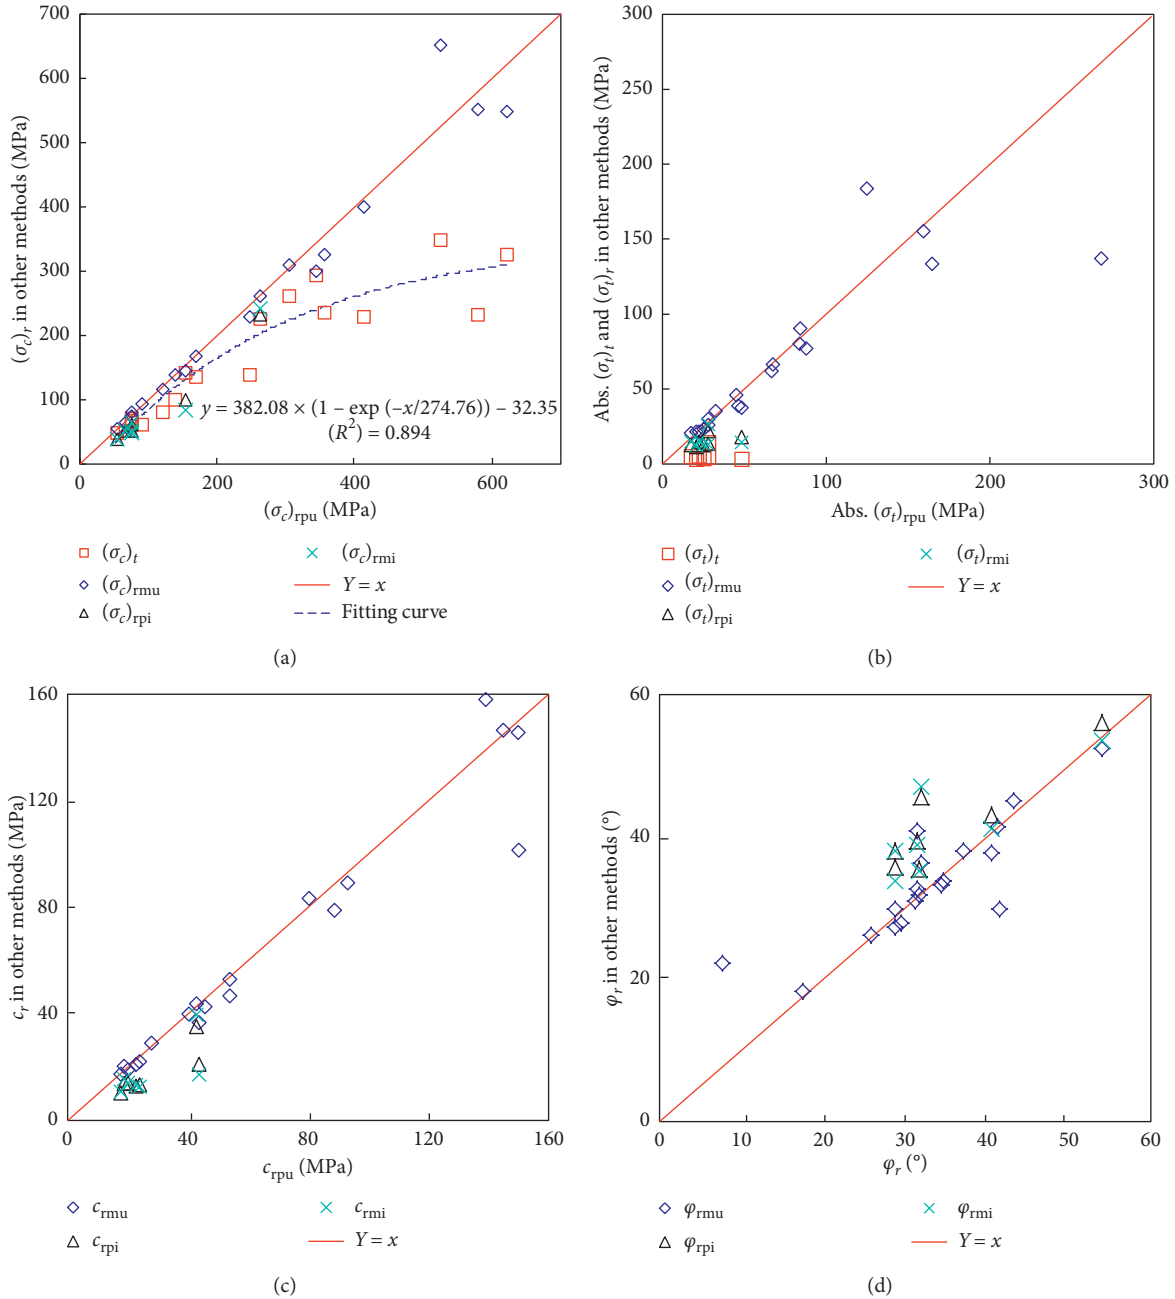 700
600
500
400
300
200
100
0
(σc)r in other methods (MPa)
y = 382.08 × (1 − exp (−x/274.76)) − 32.35
(R²) = 0.894
0 200 400 600
(σc)rpu (MPa)
(σc)t
(σc)rmu
(σc)rpi
(σc)rmi
Y = x
Fitting curve
(a)
300
250
200
150
100
50
0
Abs. (σt)t and (σt)r in other methods (MPa)
0 100 200 300
Abs. (σt)rpu (MPa)
(σt)t
(σt)rmu
(σt)rpi
(σt)rmi
Y = x
(b)
160
120
80
40
0
cr in other methods (MPa)
0 40 80 120 160
crpu (MPa)
crmu
crpi
crmi
Y = x
(c)
60
40
20
0
φr in other methods (°)
0 10 20 30 40 50 60
φr (°)
φrmu
φrpi
φrmi
Y = x
(d)